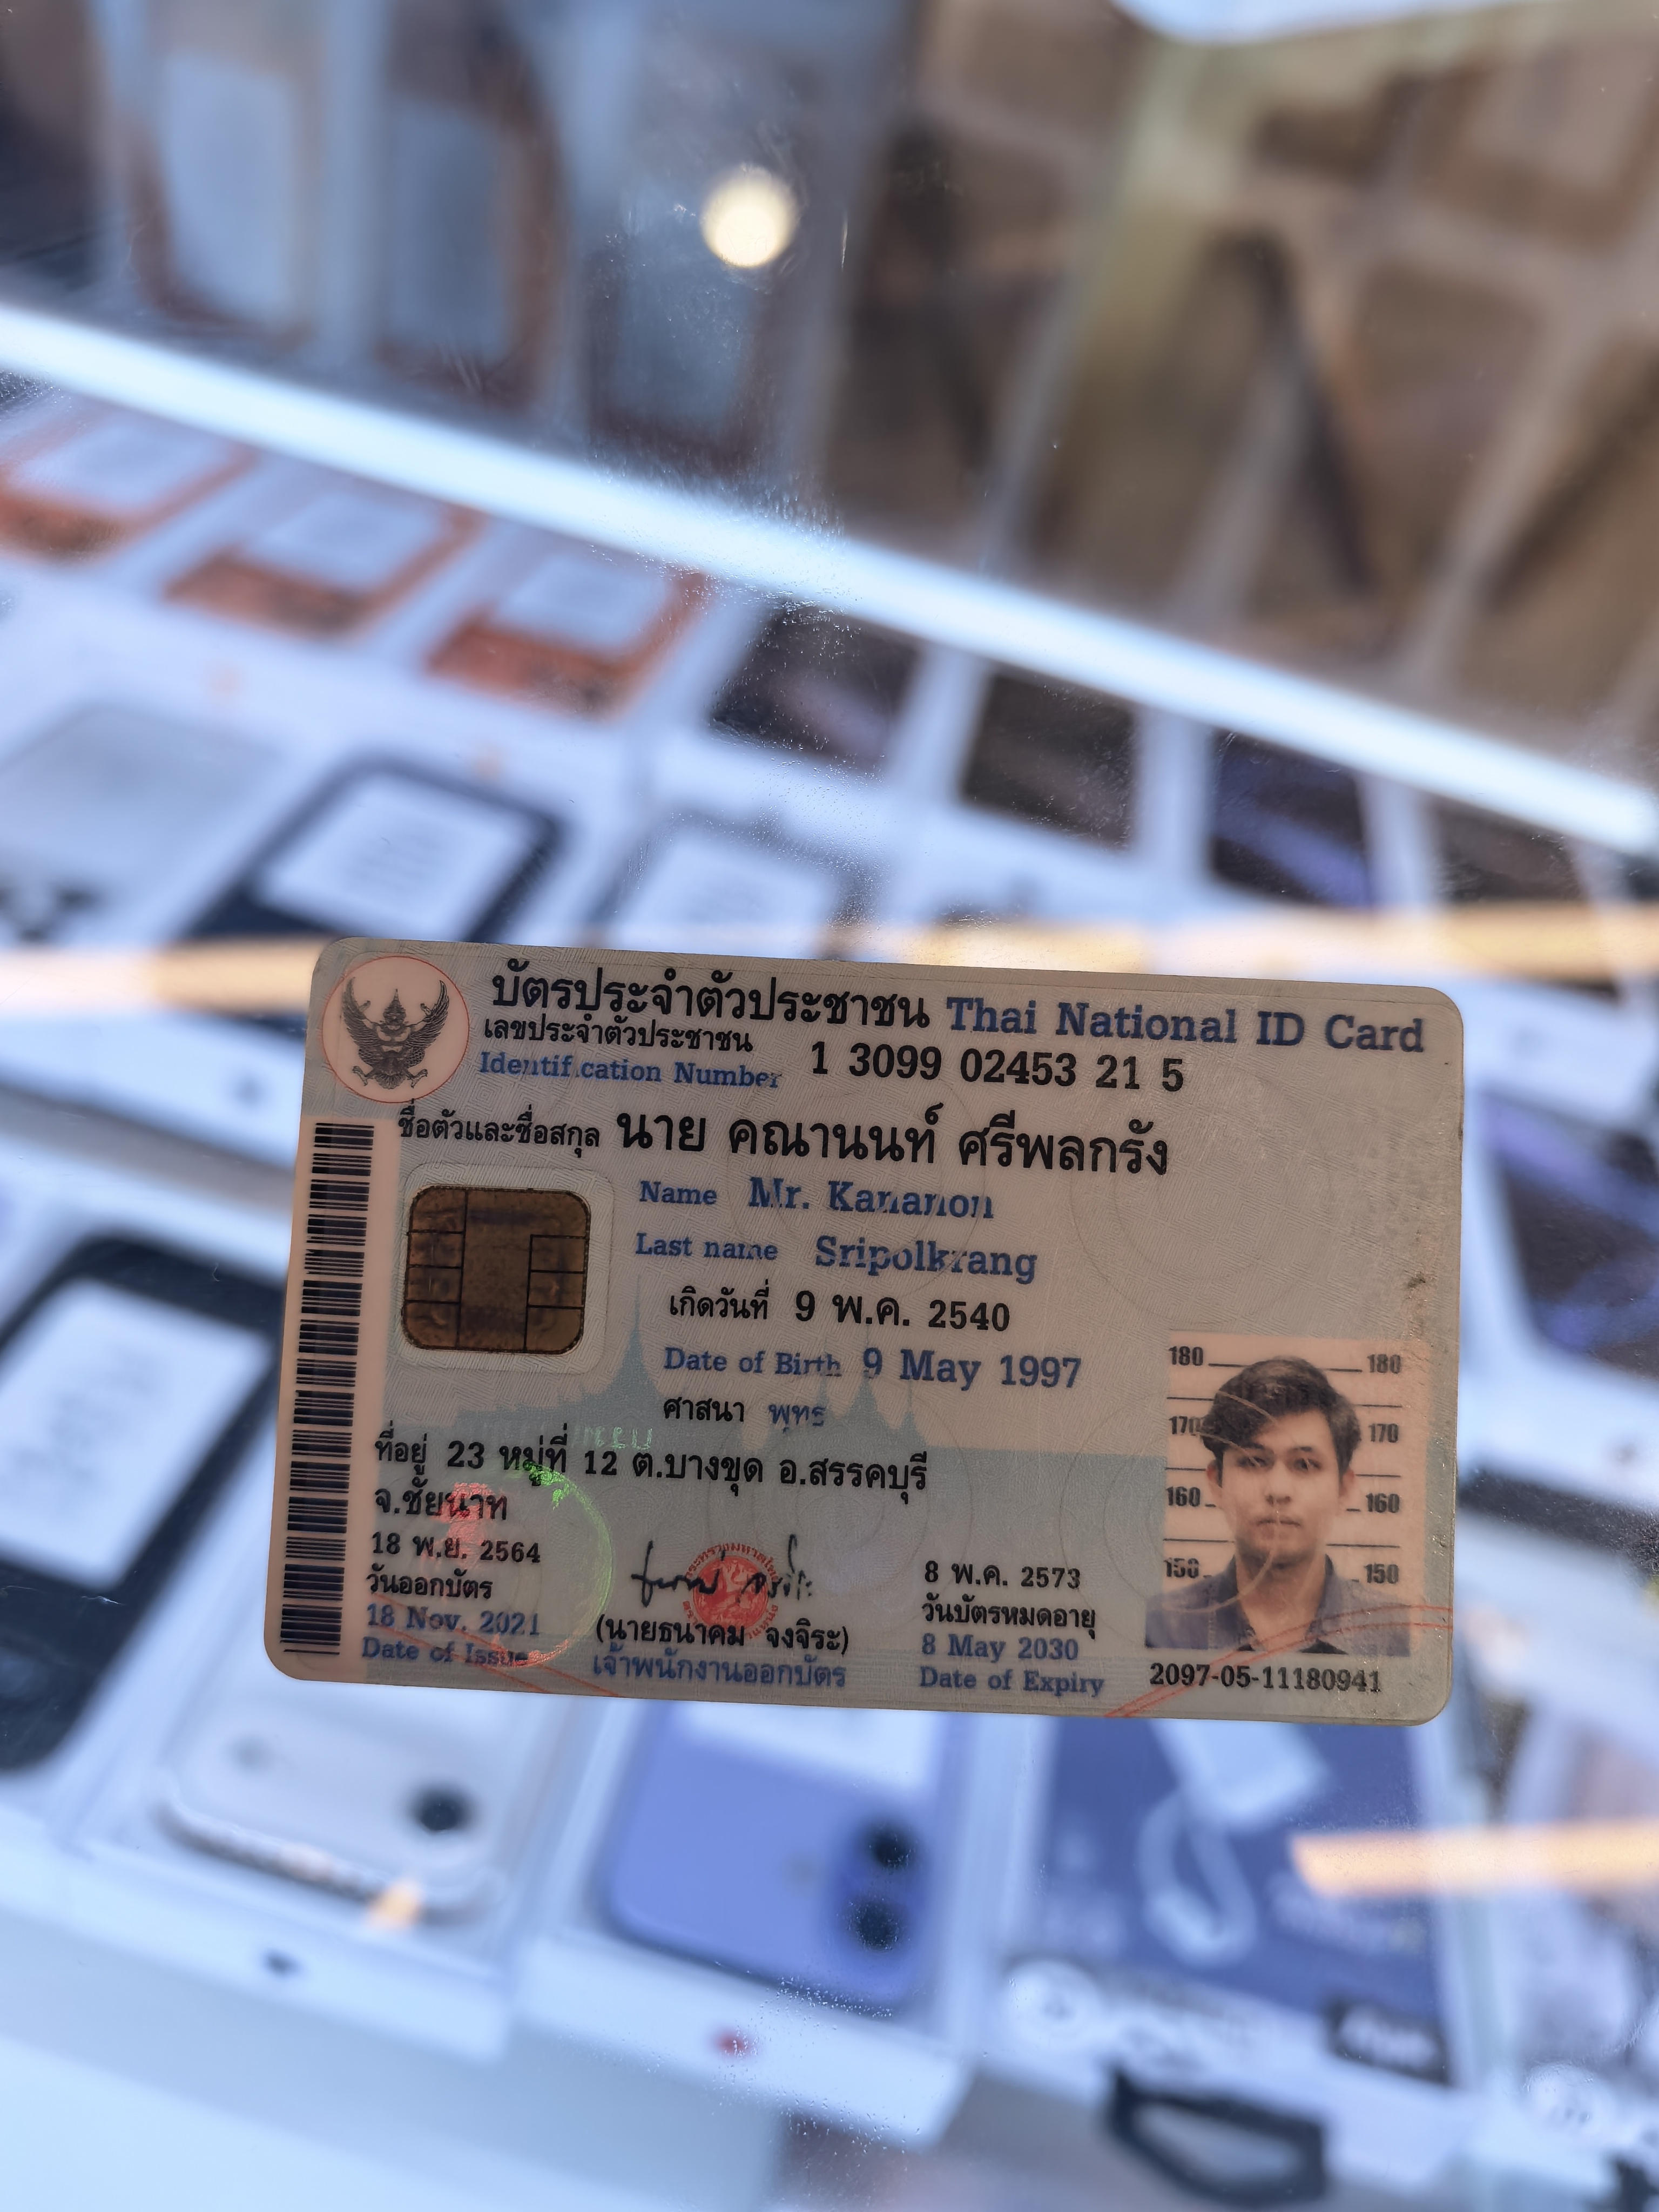 บัตรประจำตัวประชาชน Thai National ID Card
เลขประจำตัวประชาชน
Identification Number 1 3099 02453 21 5
ชื่อตัวและชื่อสกุล นาย คณานนท์ ศรีพลกรัง
Name Mr. Kananon
Last name Sripolkrang
เกิดวันที่ 9 พ.ค. 2540
Date of Birth 9 May 1997
ศาสนา พุทธ
ที่อยู่ 23 หมู่ที่ 12 ต.บางขุด อ.สรรคบุรี
จ.ชัยนาท
18 พ.ย. 2564
วันออกบัตร
18 Nov. 2021
Date of Issue
(นายธนาคม จงจิระ)
เจ้าพนักงานออกบัตร
8 พ.ค. 2573
วันบัตรหมดอายุ
8 May 2030
Date of Expiry
180 180
170 170
160 160
150 150
2097-05-11180941